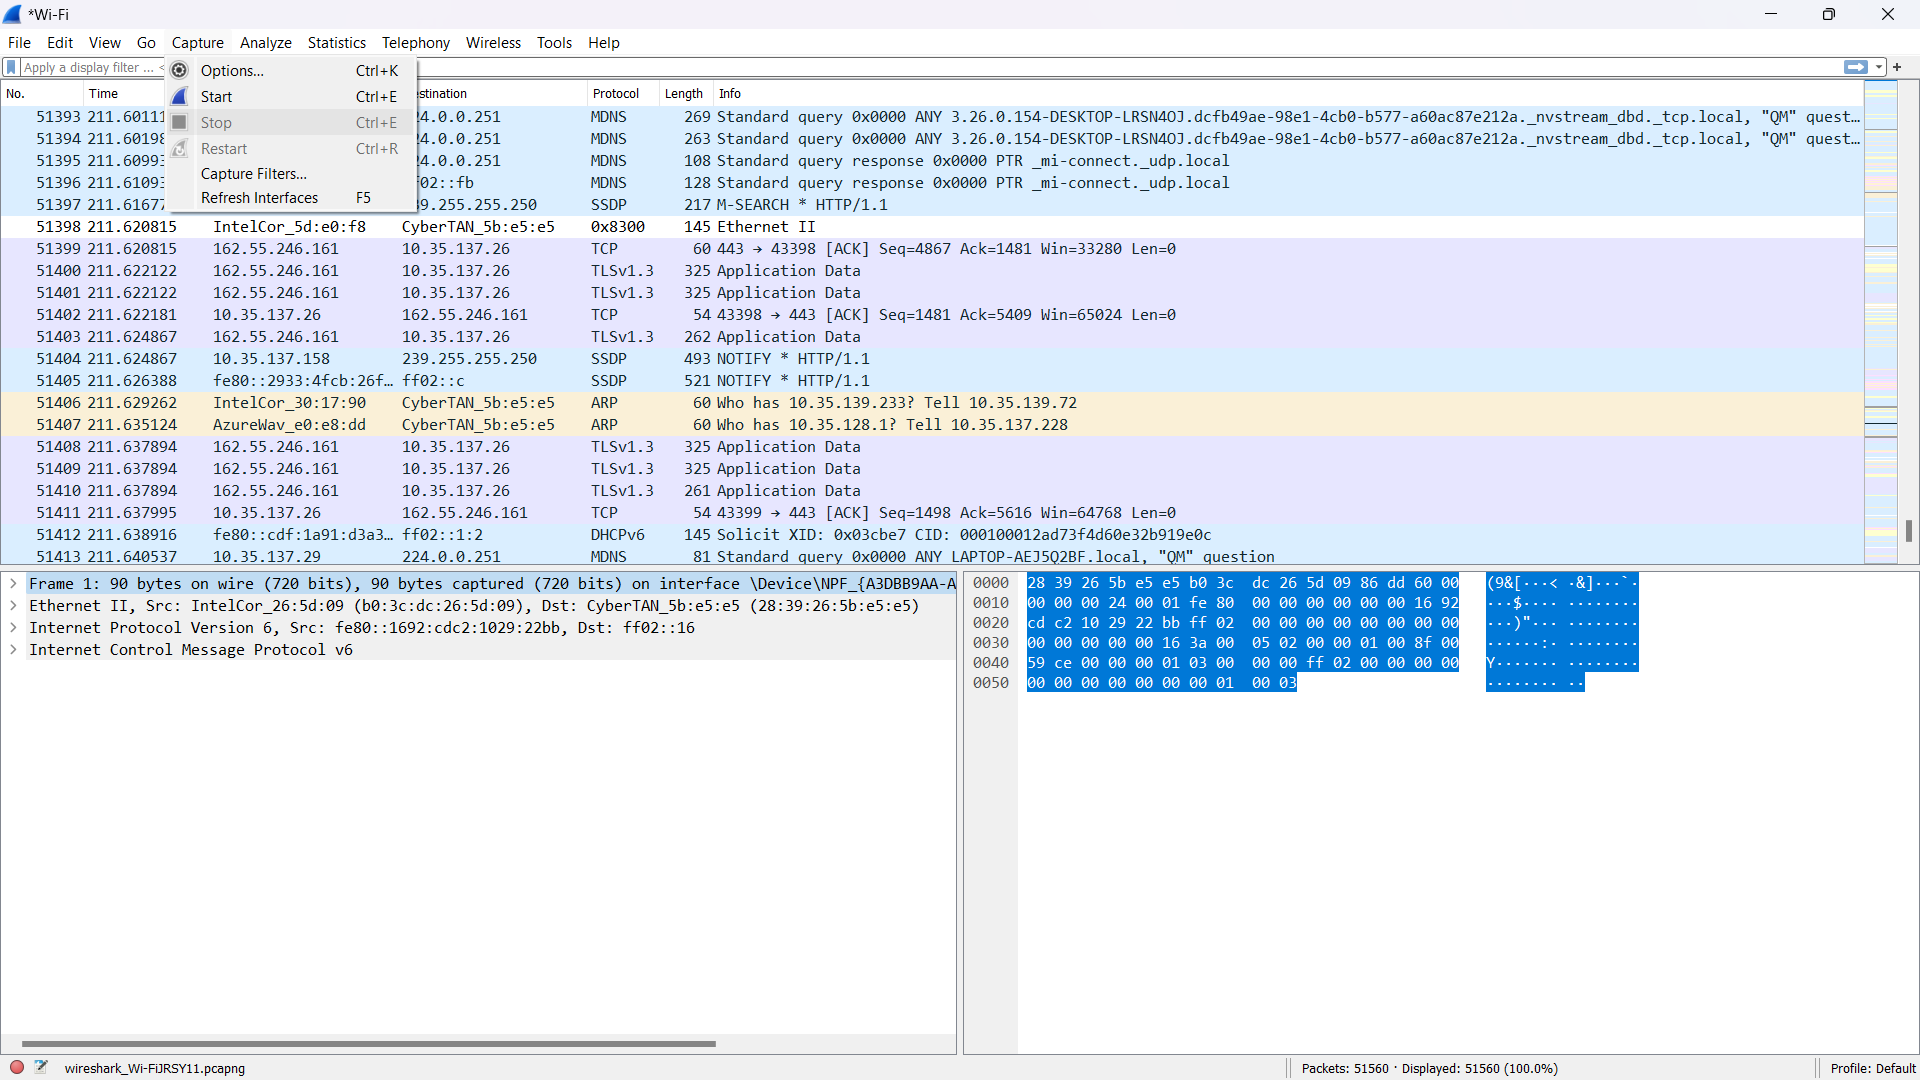 *Wi-Fi
File Edit View Go Capture Analyze Statistics Telephony Wireless Tools Help
Apply a display filter ... <
Options... Ctrl+K
Start Ctrl+E
Stop Ctrl+E
Restart Ctrl+R
Capture Filters...
Refresh Interfaces F5
No. Time estination Protocol Length Info
51393 211.60111 24.0.0.251 MDNS 269 Standard query 0x0000 ANY 3.26.0.154-DESKTOP-LRSN4OJ.dcfb49ae-98e1-4cb0-b577-a60ac87e212a._nvstream_dbd._tcp.local, "QM" quest...
51394 211.60198 24.0.0.251 MDNS 263 Standard query 0x0000 ANY 3.26.0.154-DESKTOP-LRSN4OJ.dcfb49ae-98e1-4cb0-b577-a60ac87e212a._nvstream_dbd._tcp.local, "QM" quest...
51395 211.60993 24.0.0.251 MDNS 108 Standard query response 0x0000 PTR _mi-connect._udp.local
51396 211.61093 f02::fb MDNS 128 Standard query response 0x0000 PTR _mi-connect._udp.local
51397 211.61677 39.255.255.250 SSDP 217 M-SEARCH * HTTP/1.1
51398 211.620815 IntelCor_5d:e0:f8 CyberTAN_5b:e5:e5 0x8300 145 Ethernet II
51399 211.620815 162.55.246.161 10.35.137.26 TCP 60 443 → 43398 [ACK] Seq=4867 Ack=1481 Win=33280 Len=0
51400 211.622122 162.55.246.161 10.35.137.26 TLSv1.3 325 Application Data
51401 211.622122 162.55.246.161 10.35.137.26 TLSv1.3 325 Application Data
51402 211.622181 10.35.137.26 162.55.246.161 TCP 54 43398 → 443 [ACK] Seq=1481 Ack=5409 Win=65024 Len=0
51403 211.624867 162.55.246.161 10.35.137.26 TLSv1.3 262 Application Data
51404 211.624867 10.35.137.158 239.255.255.250 SSDP 493 NOTIFY * HTTP/1.1
51405 211.626388 fe80::2933:4fcb:26f... ff02::c SSDP 521 NOTIFY * HTTP/1.1
51406 211.629262 IntelCor_30:17:90 CyberTAN_5b:e5:e5 ARP 60 Who has 10.35.139.233? Tell 10.35.139.72
51407 211.635124 AzureWav_e0:e8:dd CyberTAN_5b:e5:e5 ARP 60 Who has 10.35.128.1? Tell 10.35.137.228
51408 211.637894 162.55.246.161 10.35.137.26 TLSv1.3 325 Application Data
51409 211.637894 162.55.246.161 10.35.137.26 TLSv1.3 325 Application Data
51410 211.637894 162.55.246.161 10.35.137.26 TLSv1.3 261 Application Data
51411 211.637995 10.35.137.26 162.55.246.161 TCP 54 43399 → 443 [ACK] Seq=1498 Ack=5616 Win=64768 Len=0
51412 211.638916 fe80::cdf:1a91:d3a3... ff02::1:2 DHCPv6 145 Solicit XID: 0x03cbe7 CID: 000100012ad73f4d60e32b919e0c
51413 211.640537 10.35.137.29 224.0.0.251 MDNS 81 Standard query 0x0000 ANY LAPTOP-AEJ5Q2BF.local, "QM" question
Frame 1: 90 bytes on wire (720 bits), 90 bytes captured (720 bits) on interface \Device\NPF_{A3DBB9AA-A
Ethernet II, Src: IntelCor_26:5d:09 (b0:3c:dc:26:5d:09), Dst: CyberTAN_5b:e5:e5 (28:39:26:5b:e5:e5)
Internet Protocol Version 6, Src: fe80::1692:cdc2:1029:22bb, Dst: ff02::16
Internet Control Message Protocol v6
0000 28 39 26 5b e5 e5 b0 3c dc 26 5d 09 86 dd 60 00 (9&[···< ·&]···`·
0010 00 00 00 24 00 01 fe 80 00 00 00 00 00 00 16 92 ···$···· ········
0020 cd c2 10 29 22 bb ff 02 00 00 00 00 00 00 00 00 ···)"··· ········
0030 00 00 00 00 00 16 3a 00 05 02 00 00 01 00 8f 00 ······:· ········
0040 59 ce 00 00 00 01 03 00 00 00 ff 02 00 00 00 00 Y······· ········
0050 00 00 00 00 00 00 00 01 00 03 ········ ··
wireshark_Wi-FiJRSY11.pcapng Packets: 51560 · Displayed: 51560 (100.0%) Profile: Default